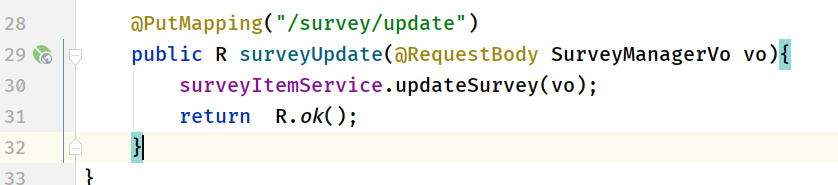 28 @PutMapping("/survey/update")
29 public R surveyUpdate(@RequestBody SurveyManagerVo vo){
30 surveyItemService.updateSurvey(vo);
31 return  R.ok();
32 }
33 }